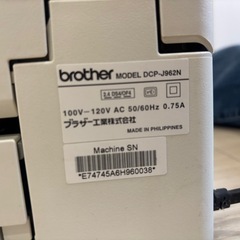 brother MODEL DCP-J962N
100V-120V AC 50/60Hz 0.75A
ブラザー工業株式会社
MADE IN PHILIPPINES
Machine SN
*E74745A6H960038*